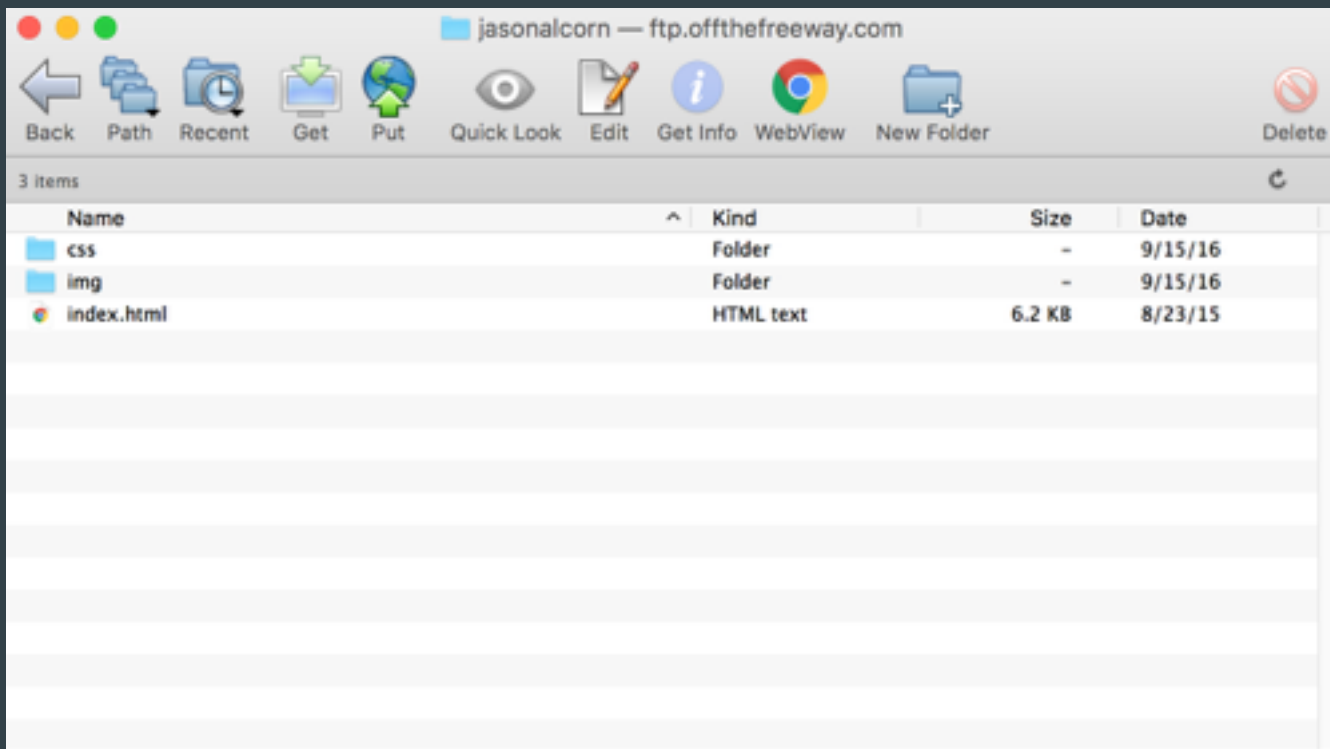 jasonalcorn — ftp.offthefreeway.com
Back Path Recent Get Put Quick Look Edit Get Info WebView New Folder Delete
3 items
Name Kind Size Date
css Folder - 9/15/16
img Folder - 9/15/16
index.html HTML text 6.2 KB 8/23/15